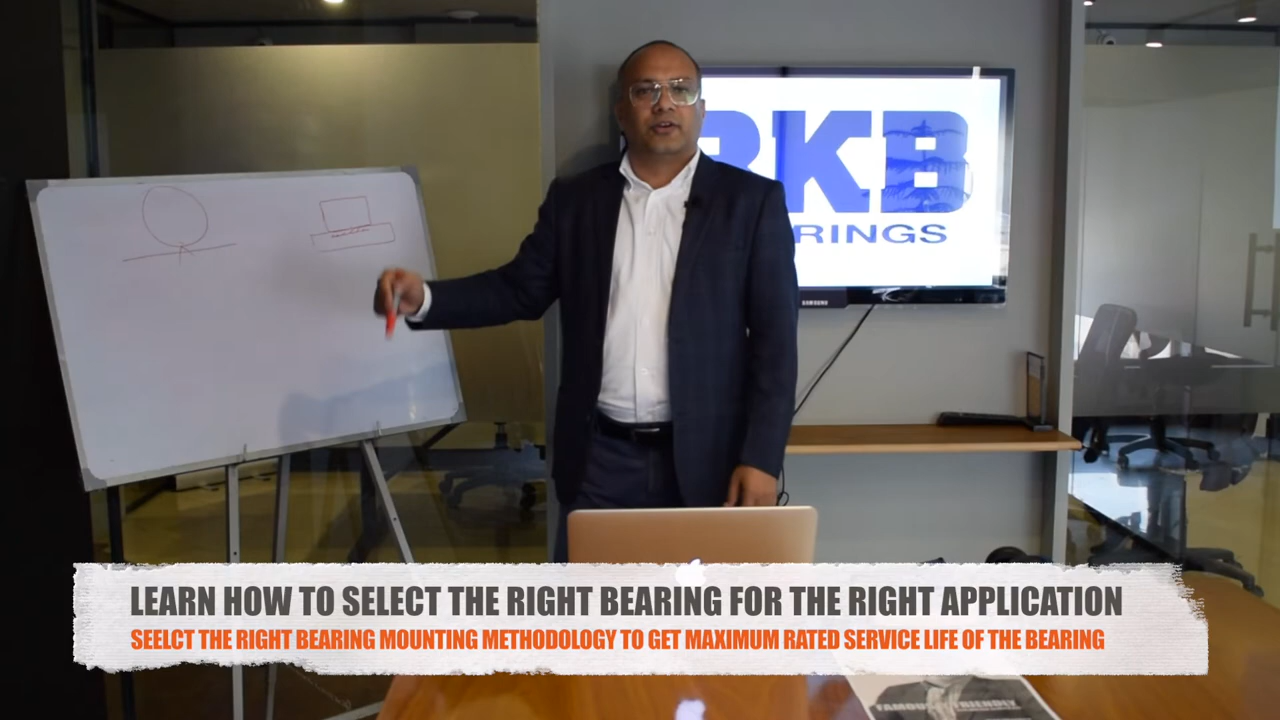 RKB
RINGS
SAMSUNG
LEARN HOW TO SELECT THE RIGHT BEARING FOR THE RIGHT APPLICATION
SEELCT THE RIGHT BEARING MOUNTING METHODOLOGY TO GET MAXIMUM RATED SERVICE LIFE OF THE BEARING